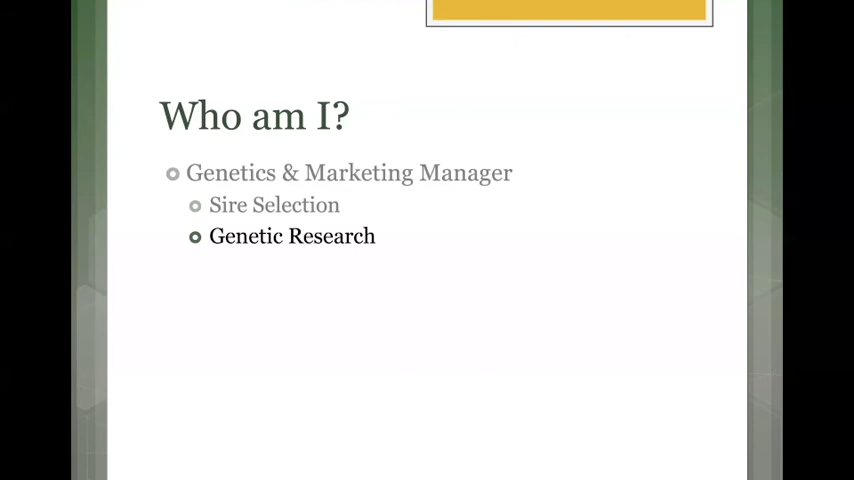 Who am I?
Genetics & Marketing Manager
Sire Selection
Genetic Research